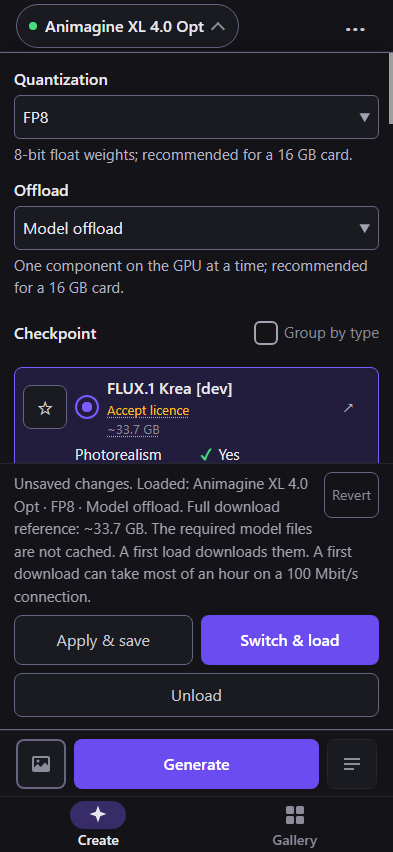 Animagine XL 4.0 Opt
Quantization
FP8
8-bit float weights; recommended for a 16 GB card.
Offload
Model offload
One component on the GPU at a time; recommended
for a 16 GB card.
Checkpoint
Group by type
FLUX.1 Krea [dev]
Accept licence
~33.7 GB
Photorealism ✓ Yes
Unsaved changes. Loaded: Animagine XL 4.0
Opt · FP8 · Model offload. Full download
reference: ~33.7 GB. The required model files
are not cached. A first load downloads them. A first
download can take most of an hour on a 100 Mbit/s
connection.
Revert
Apply & save
Switch & load
Unload
Generate
Create
Gallery